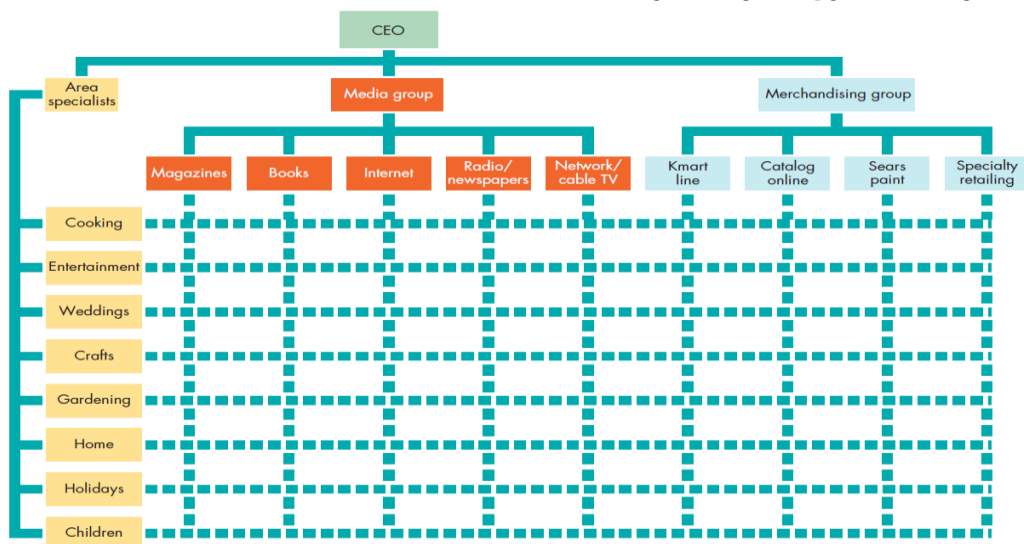 CEO
Area
specialists
Media group
Merchandising group
Magazines
Books
Internet
Radio/
newspapers
Network/
cable TV
Kmart
line
Catalog
online
Sears
paint
Specialty
retailing
Cooking
Entertainment
Weddings
Crafts
Gardening
Home
Holidays
Children